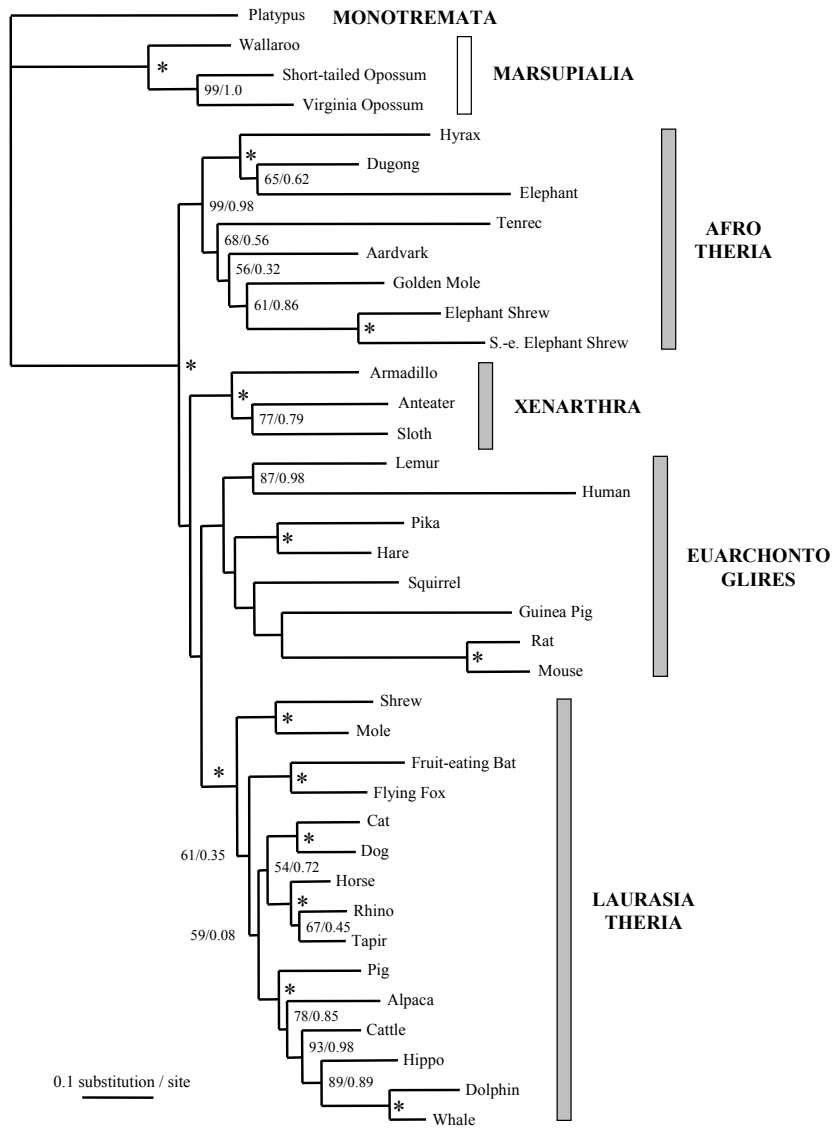 Platypus
MONOTREMATA
Wallaroo
*
Short-tailed Opossum
99/1.0
Virginia Opossum
MARSUPIALIA
Hyrax
*
Dugong
65/0.62
Elephant
99/0.98
Tenrec
68/0.56
Aardvark
56/0.32
Golden Mole
61/0.86
Elephant Shrew
*
S.-e. Elephant Shrew
AFRO
THERIA
*
Armadillo
*
Anteater
77/0.79
Sloth
XENARTHRA
Lemur
87/0.98
Human
Pika
*
Hare
Squirrel
Guinea Pig
Rat
*
Mouse
EUARCHONTO
GLIRES
Shrew
*
Mole
*
Fruit-eating Bat
*
Flying Fox
Cat
*
Dog
61/0.35
54/0.72
Horse
*
Rhino
67/0.45
Tapir
59/0.08
Pig
*
Alpaca
78/0.85
Cattle
93/0.98
Hippo
89/0.89
Dolphin
*
Whale
LAURASIA
THERIA
0.1 substitution / site